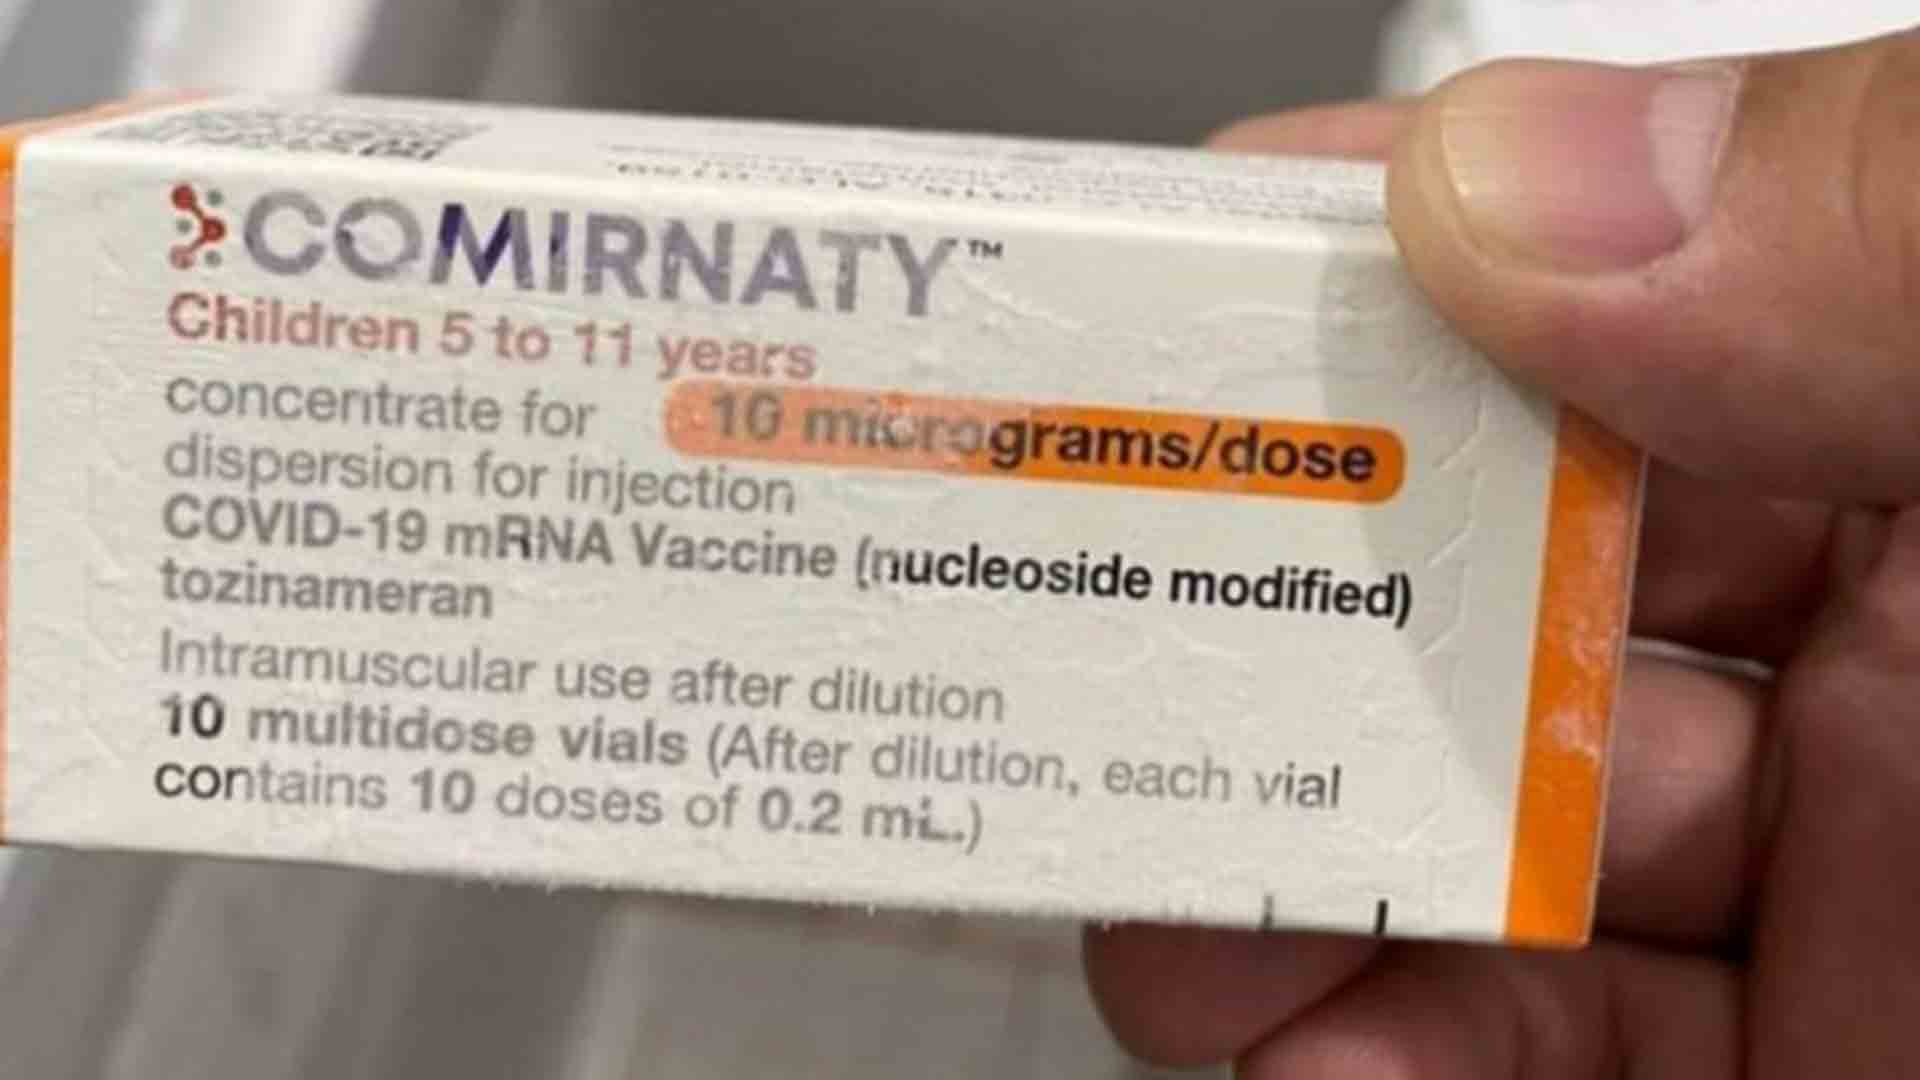 COMIRNATY™
Children 5 to 11 years
concentrate for 10 micrograms/dose
dispersion for injection
COVID-19 mRNA Vaccine (nucleoside modified)
tozinameran
Intramuscular use after dilution
10 multidose vials (After dilution, each vial
contains 10 doses of 0.2 mL.)